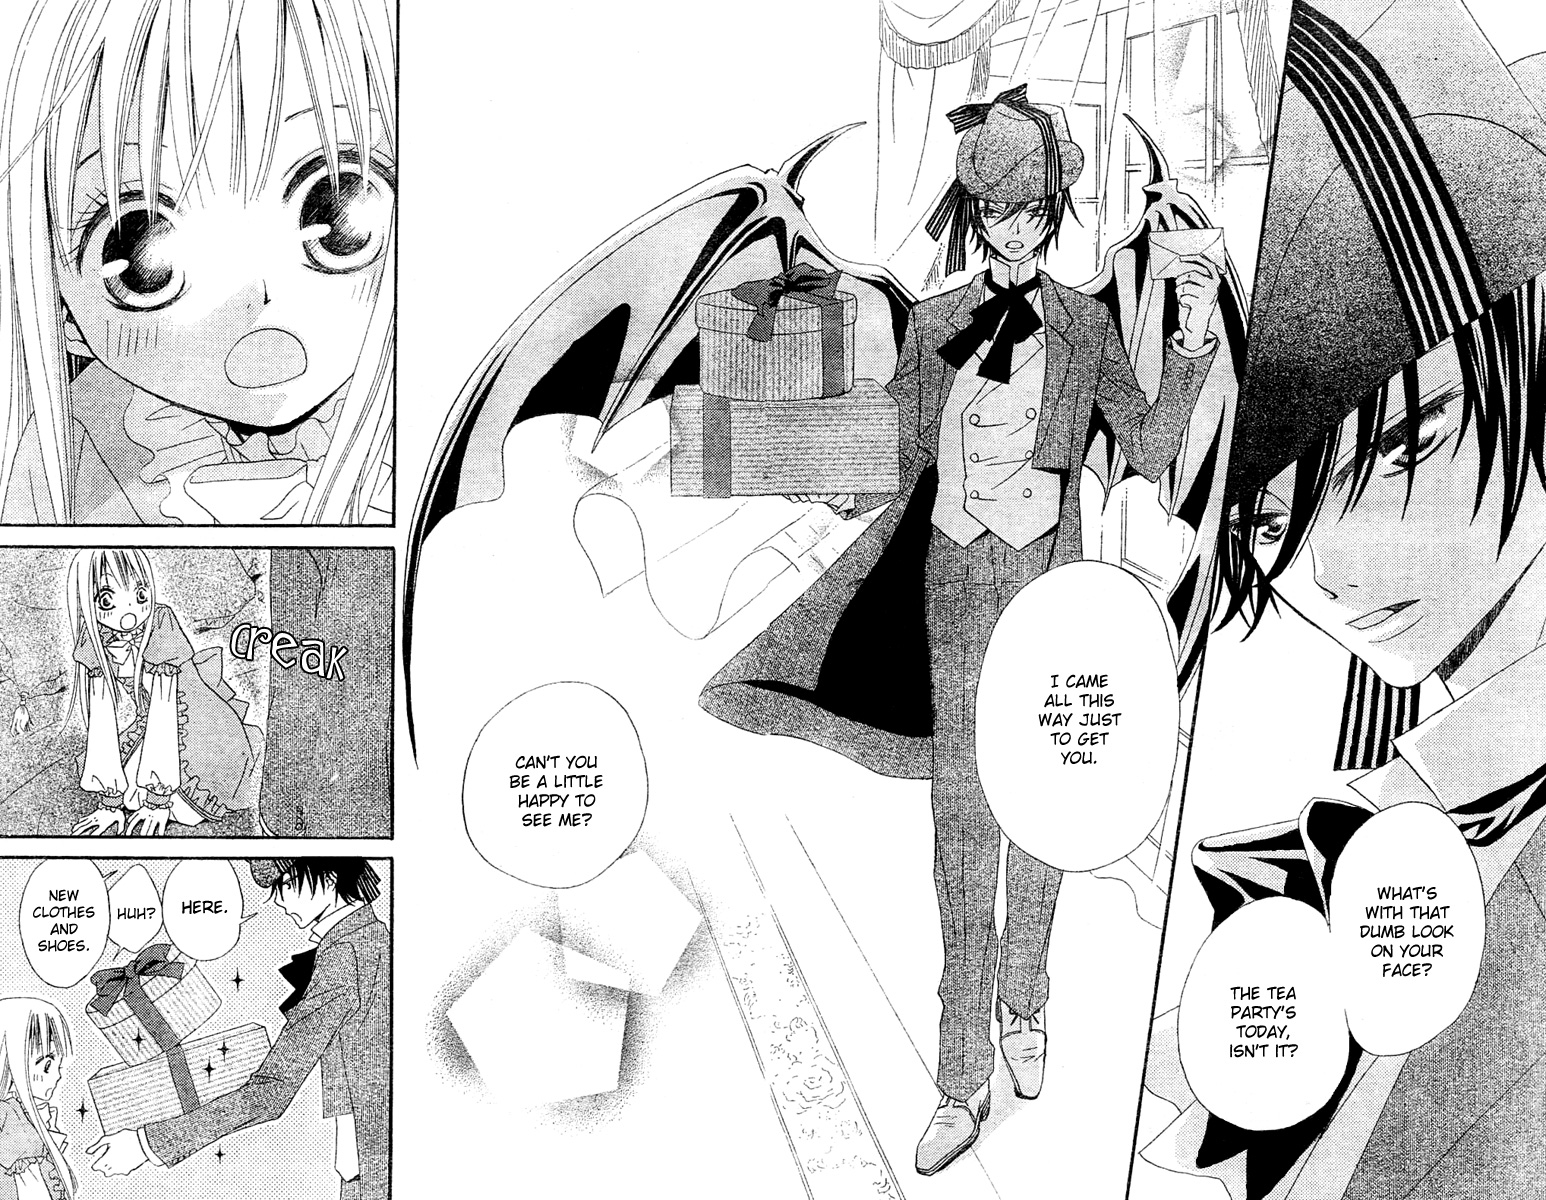 I CAME
ALL THIS
WAY JUST
TO GET
YOU.
CAN'T YOU
BE A LITTLE
HAPPY TO
SEE ME?
WHAT'S
WITH THAT
DUMB LOOK
ON YOUR
FACE?
THE TEA
PARTY'S
TODAY,
ISN'T IT?
CREAK
HERE.
HUH?
NEW
CLOTHES
AND
SHOES.